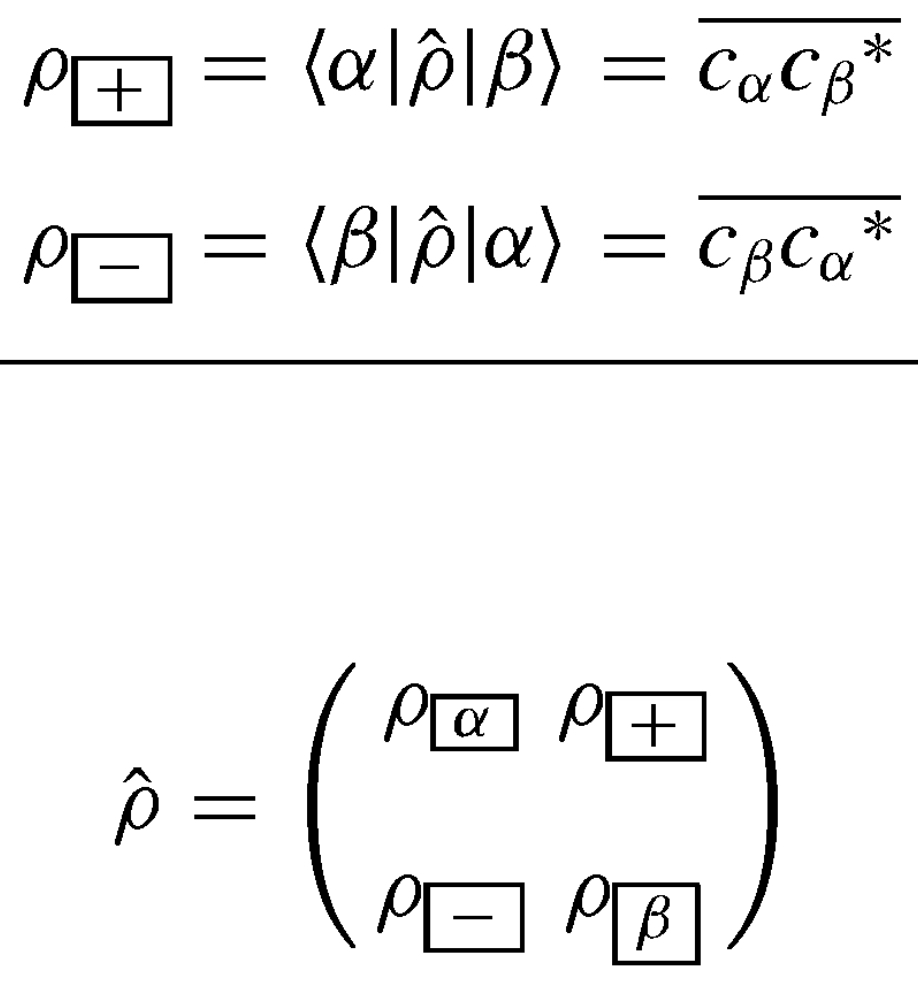 ρ₊ = ⟨α|ρ̂|β⟩ = \overline{c_α c_β*}
ρ₋ = ⟨β|ρ̂|α⟩ = \overline{c_β c_α*}
ρ_α ρ₊
ρ̂ =
ρ₋ ρ_β